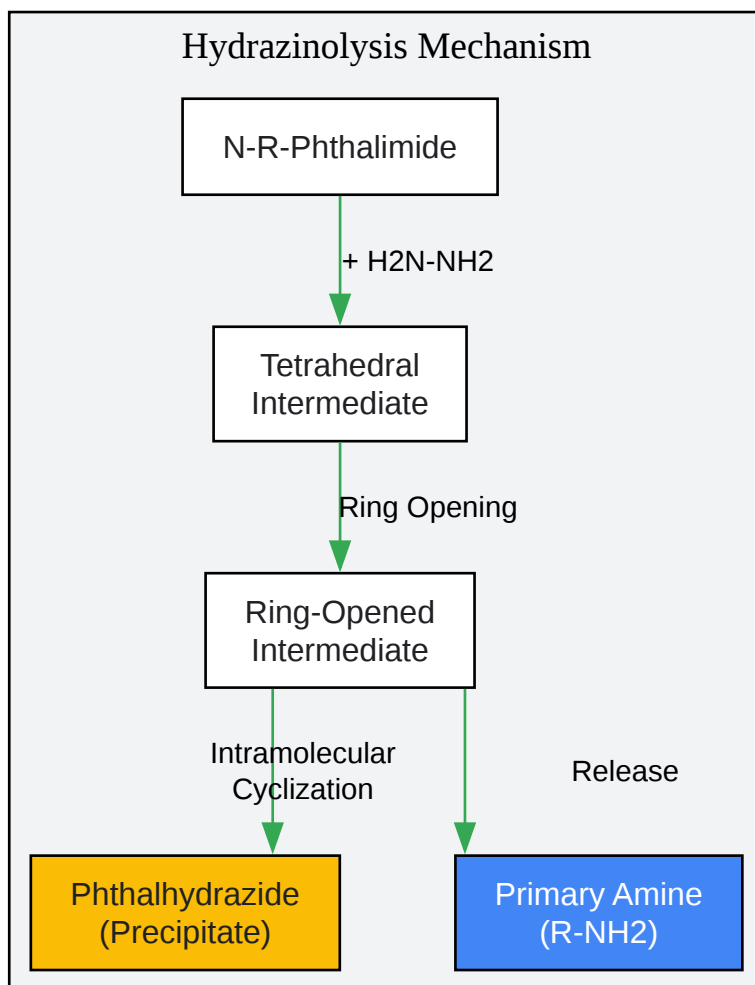 Hydrazinolysis Mechanism
N-R-Phthalimide
+ H2N-NH2
Tetrahedral
Intermediate
Ring Opening
Ring-Opened
Intermediate
Intramolecular
Cyclization
Release
Phthalhydrazide
(Precipitate)
Primary Amine
(R-NH2)